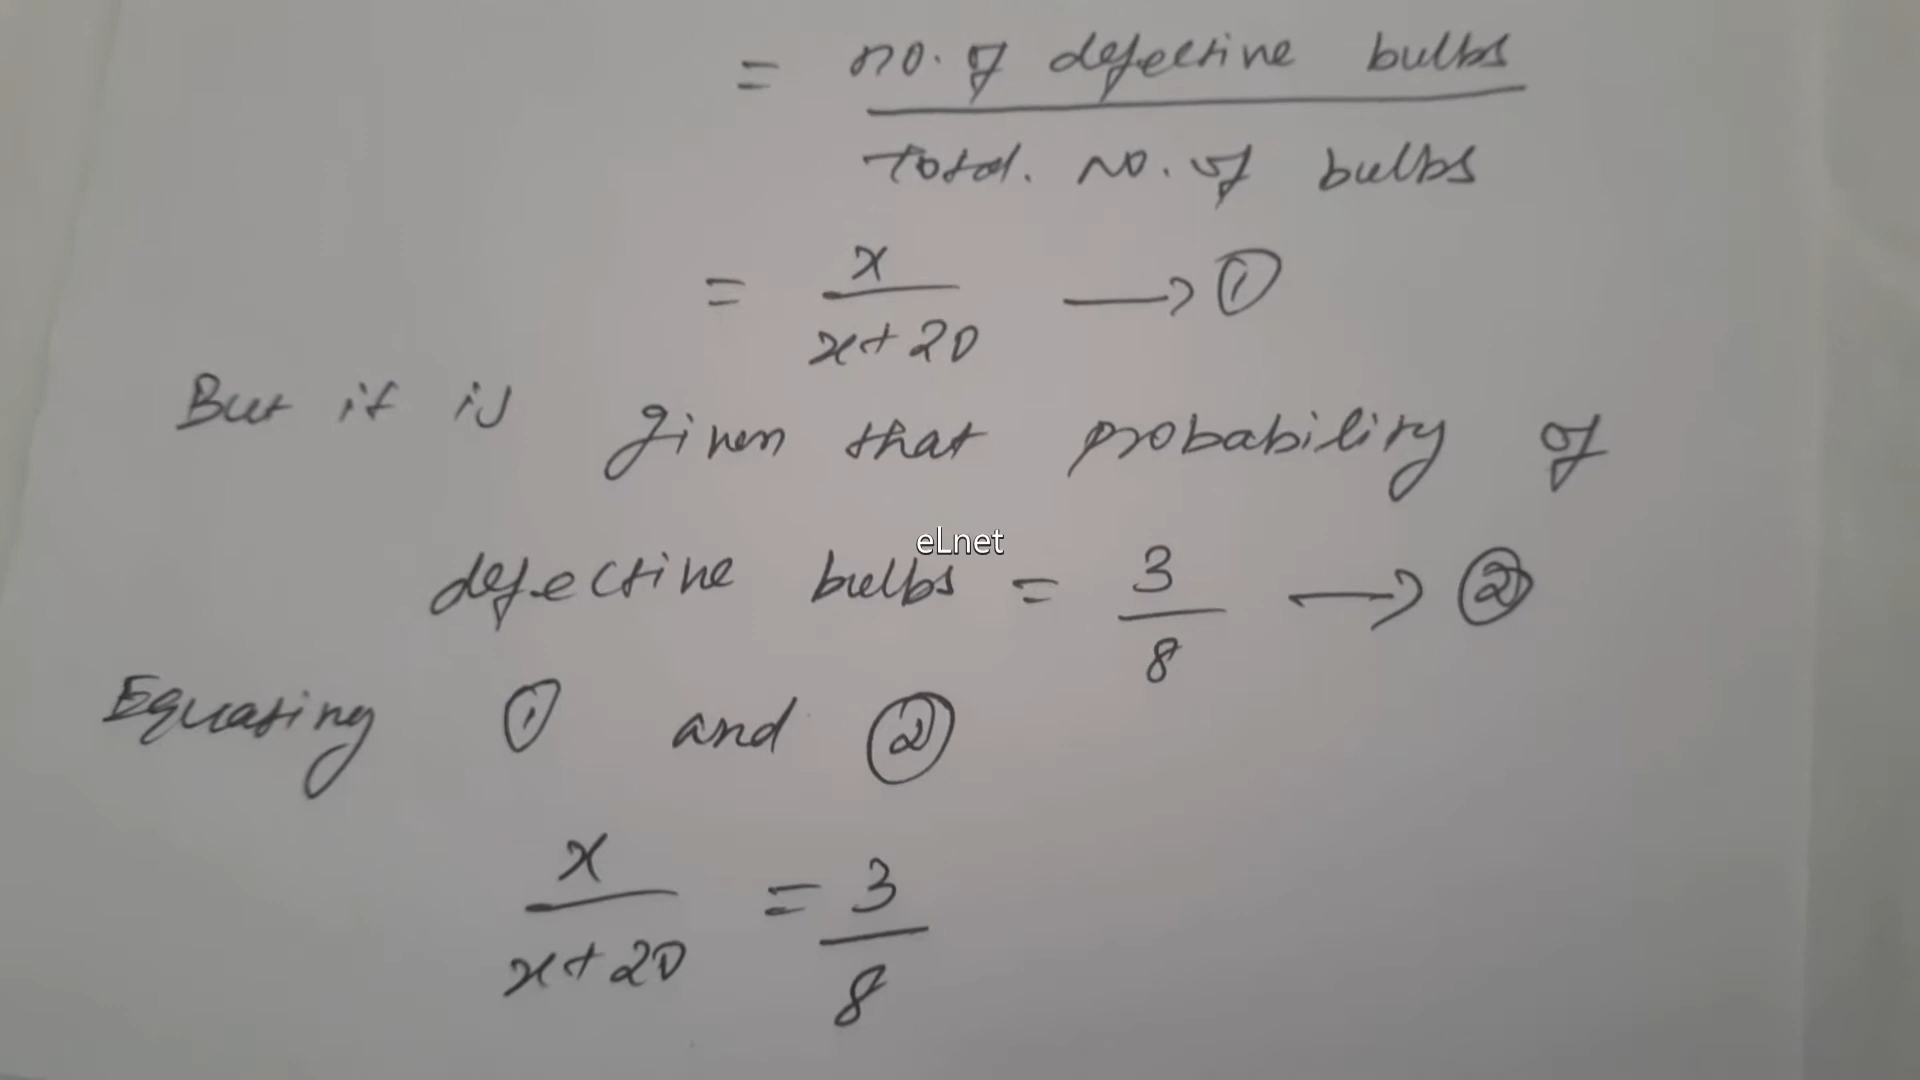 = no. of defective bulbs
Total. No. of bulbs
= x / x+20 → ①
But it is given that probability of
eLnet
defective bulbs = 3/8 → ②
Equating ① and ②
x / x+20 = 3/8